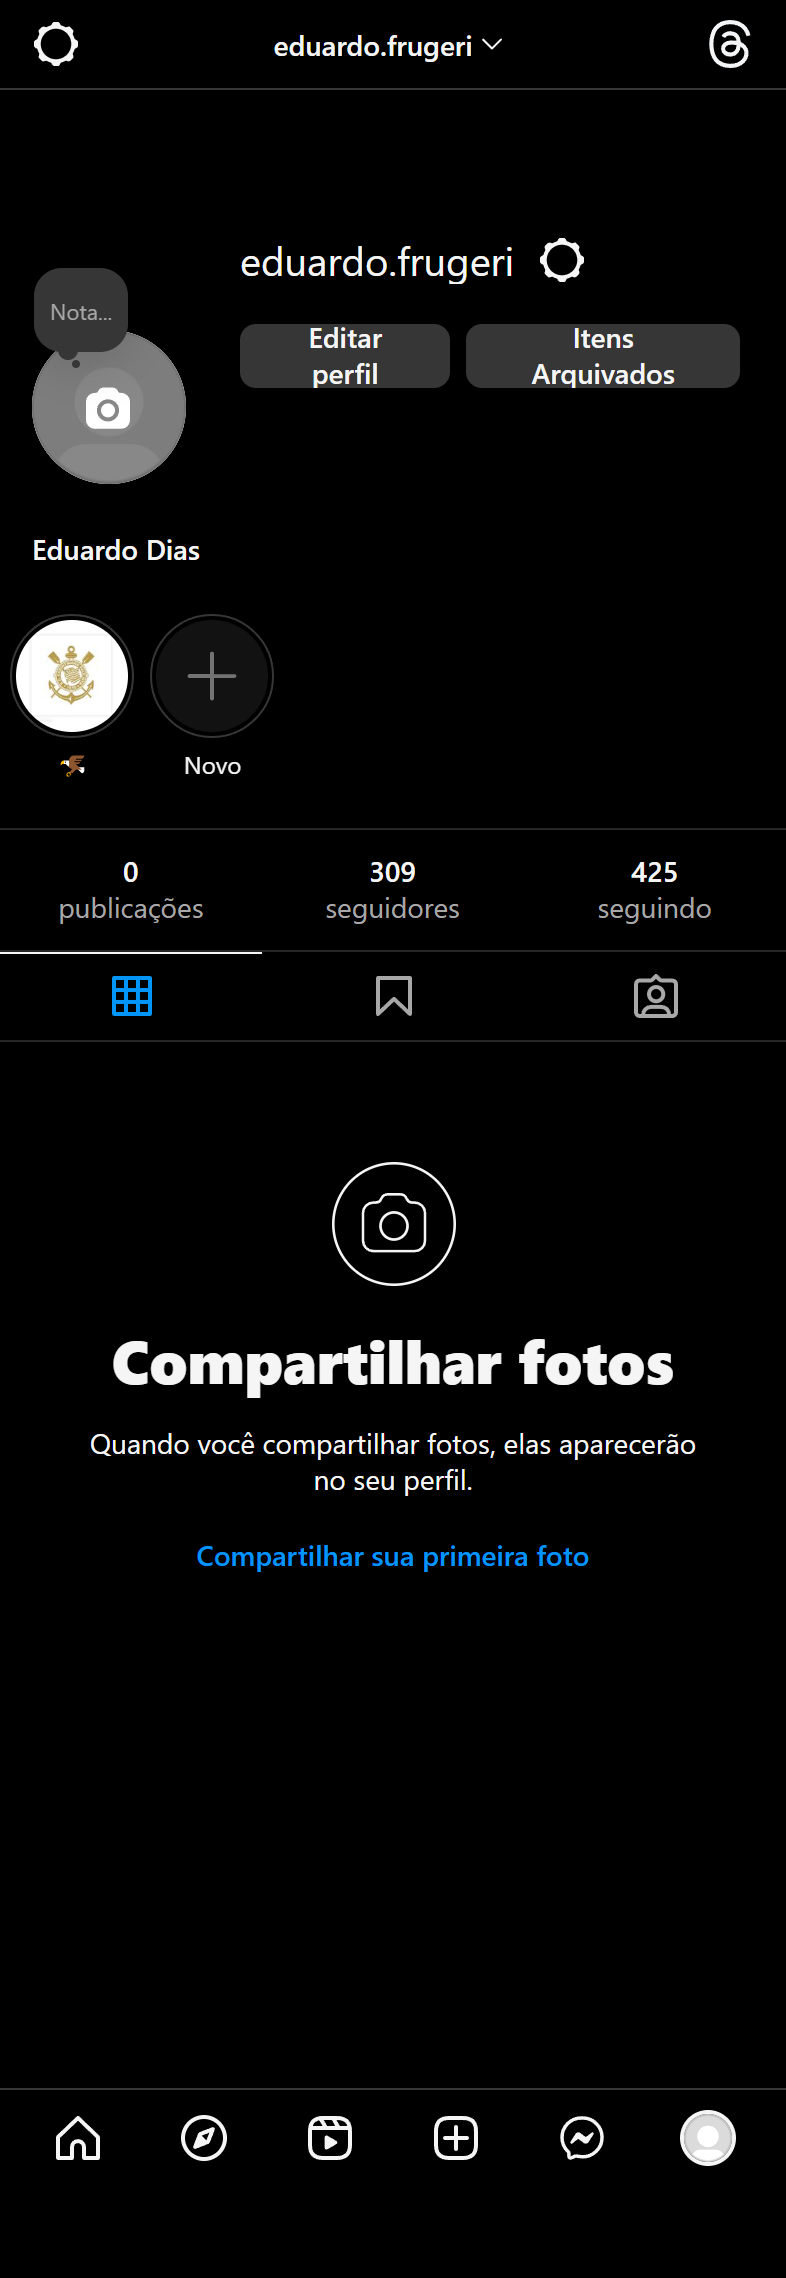 eduardo.frugeri
eduardo.frugeri
Nota...
Editar
perfil
Itens
Arquivados
Eduardo Dias
Novo
0
publicações
309
seguidores
425
seguindo
Compartilhar fotos
Quando você compartilhar fotos, elas aparecerão
no seu perfil.
Compartilhar sua primeira foto